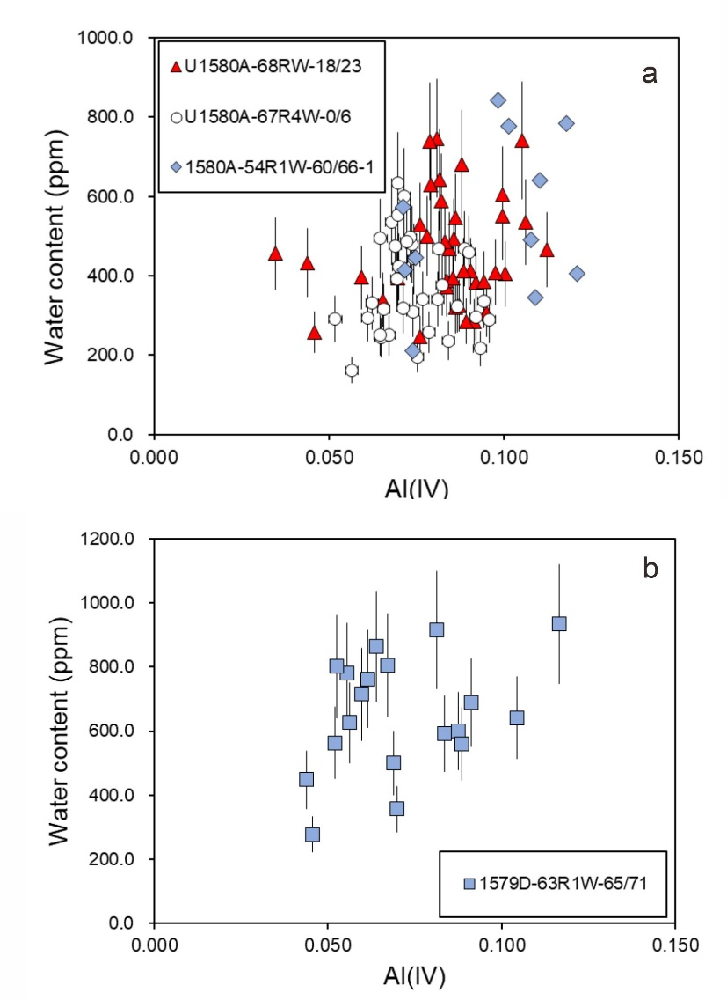 1000.0
a
U1580A-68RW-18/23
800.0
U1580A-67R4W-0/6
1580A-54R1W-60/66-1
600.0
Water content (ppm)
400.0
200.0
0.0
0.000 0.050 0.100 0.150
Al(IV)
1200.0
b
1000.0
800.0
Water content (ppm)
600.0
400.0
200.0
1579D-63R1W-65/71
0.0
0.000 0.050 0.100 0.150
Al(IV)